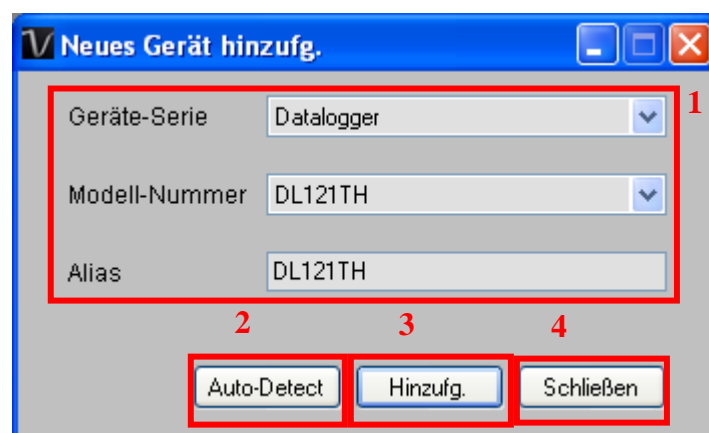 Neues Gerät hinzufg.
1
Geräte-Serie Datalogger
Modell-Nummer DL121TH
Alias DL121TH
2 3 4
Auto-Detect Hinzufg. Schließen